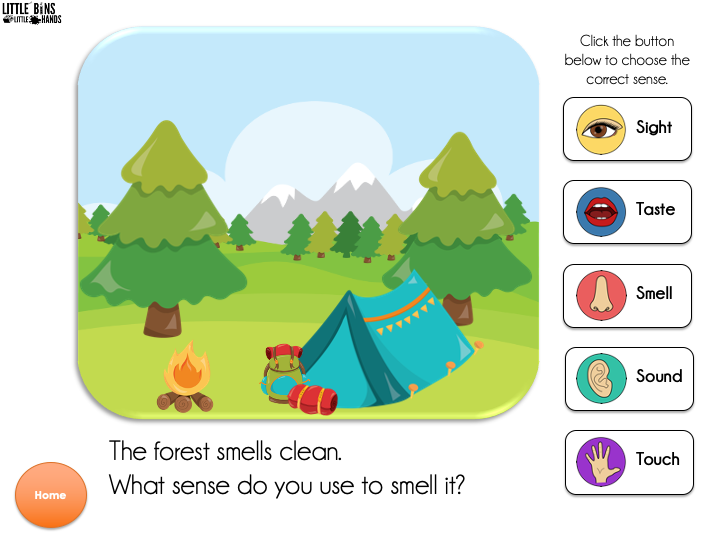 LITTLE BINS
for LITTLE HANDS
Click the button
below to choose the
correct sense.
Sight
Taste
Smell
Sound
Touch
The forest smells clean.
What sense do you use to smell it?
Home